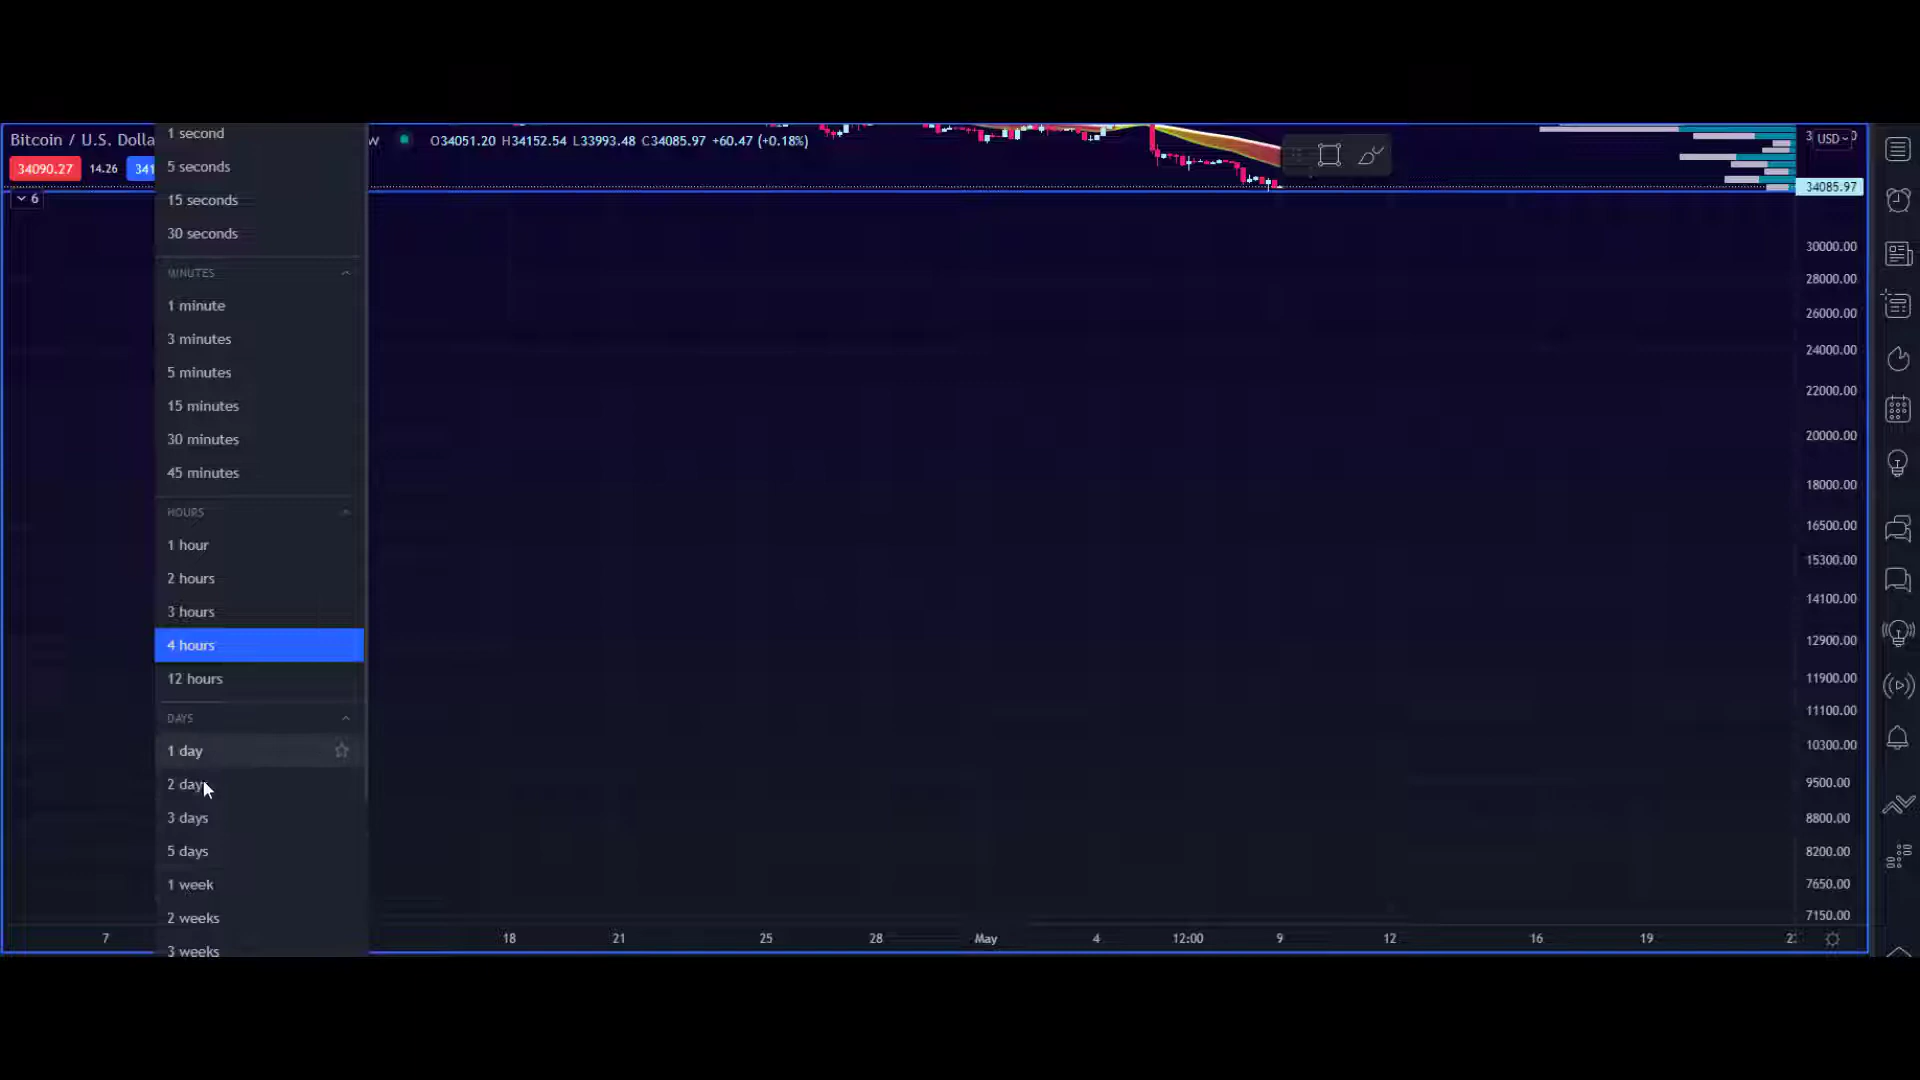 Bitcoin / U.S. Dolla
O34051.20 H34152.54 L33993.48 C34085.97 +60.47 (+0.18%)
34090.27 14.26 341
6
1 second
5 seconds
15 seconds
30 seconds
MINUTES
1 minute
3 minutes
5 minutes
15 minutes
30 minutes
45 minutes
HOURS
1 hour
2 hours
3 hours
4 hours
12 hours
DAYS
1 day
2 days
3 days
5 days
1 week
2 weeks
3 weeks
USD
34085.97
30000.00
28000.00
26000.00
24000.00
22000.00
20000.00
18000.00
16500.00
15300.00
14100.00
12900.00
11900.00
11100.00
10300.00
9500.00
8800.00
8200.00
7650.00
7150.00
7 18 21 25 28 May 4 12:00 9 12 16 19